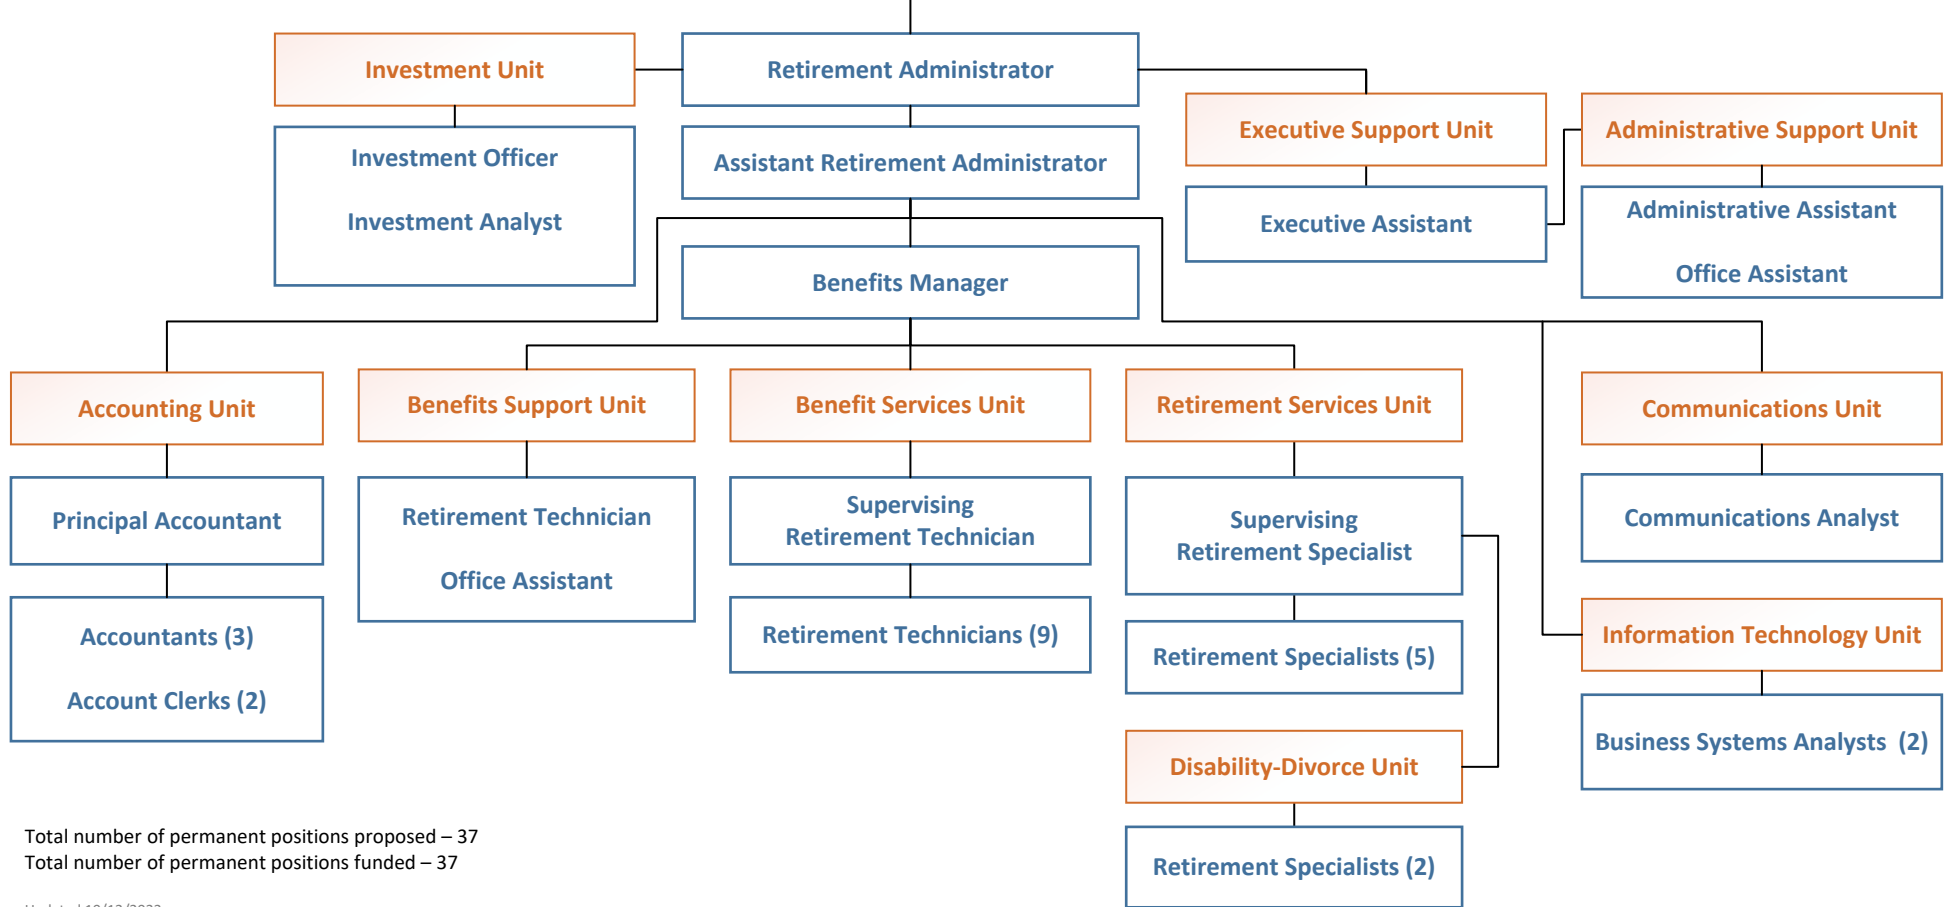 Investment Unit
Retirement Administrator
Executive Support Unit
Administrative Support Unit
Investment Officer
Investment Analyst
Assistant Retirement Administrator
Executive Assistant
Administrative Assistant
Office Assistant
Benefits Manager
Accounting Unit
Benefits Support Unit
Benefit Services Unit
Retirement Services Unit
Communications Unit
Principal Accountant
Retirement Technician
Office Assistant
Supervising
Retirement Technician
Supervising
Retirement Specialist
Communications Analyst
Accountants (3)
Account Clerks (2)
Retirement Technicians (9)
Retirement Specialists (5)
Information Technology Unit
Business Systems Analysts (2)
Disability-Divorce Unit
Retirement Specialists (2)
Total number of permanent positions proposed – 37
Total number of permanent positions funded – 37